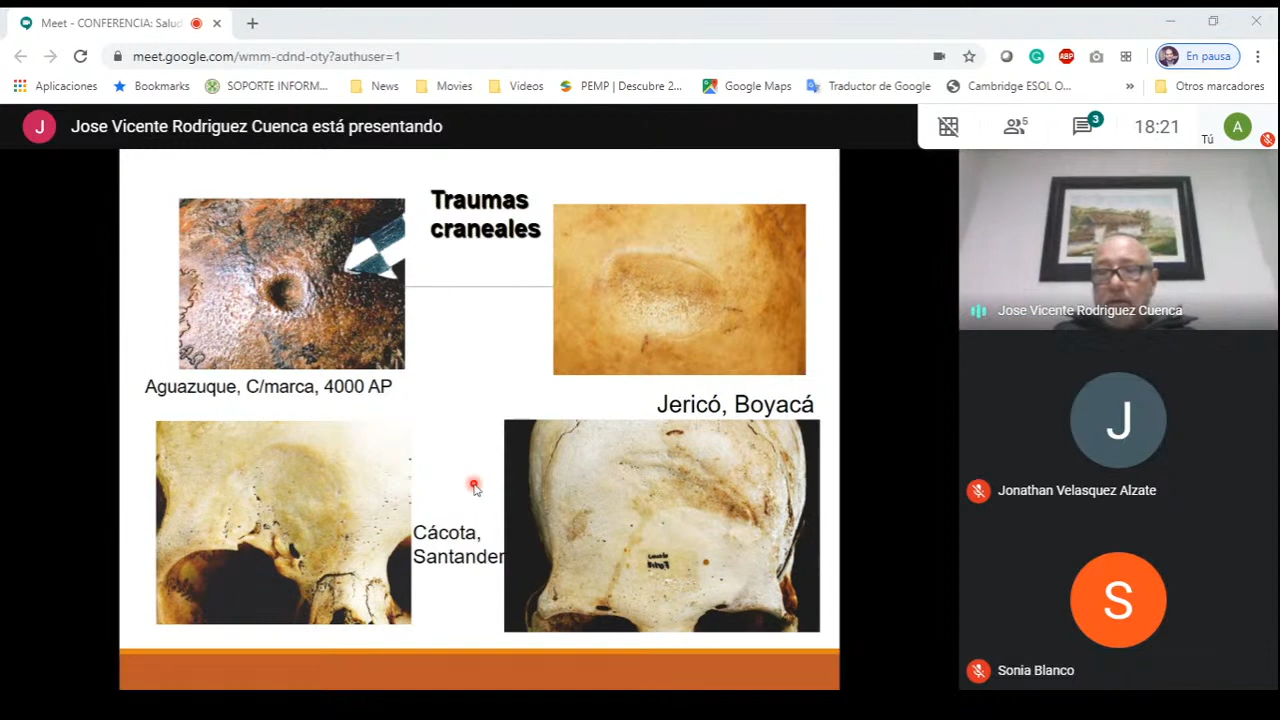 Meet - CONFERENCIA: Salud
meet.google.com/wmm-cdnd-oty?authuser=1
En pausa
Aplicaciones
Bookmarks
SOPORTE INFORM...
News
Movies
Videos
PEMP | Descubre 2...
Google Maps
Traductor de Google
Cambridge ESOL O...
»
Otros marcadores
J
Jose Vicente Rodriguez Cuenca está presentando
5
3
18:21
Tú
A
Traumas
craneales
Aguazuque, C/marca, 4000 AP
Jericó, Boyacá
Cácota,
Santander
Jose Vicente Rodriguez Cuenca
J
Jonathan Velasquez Alzate
S
Sonia Blanco